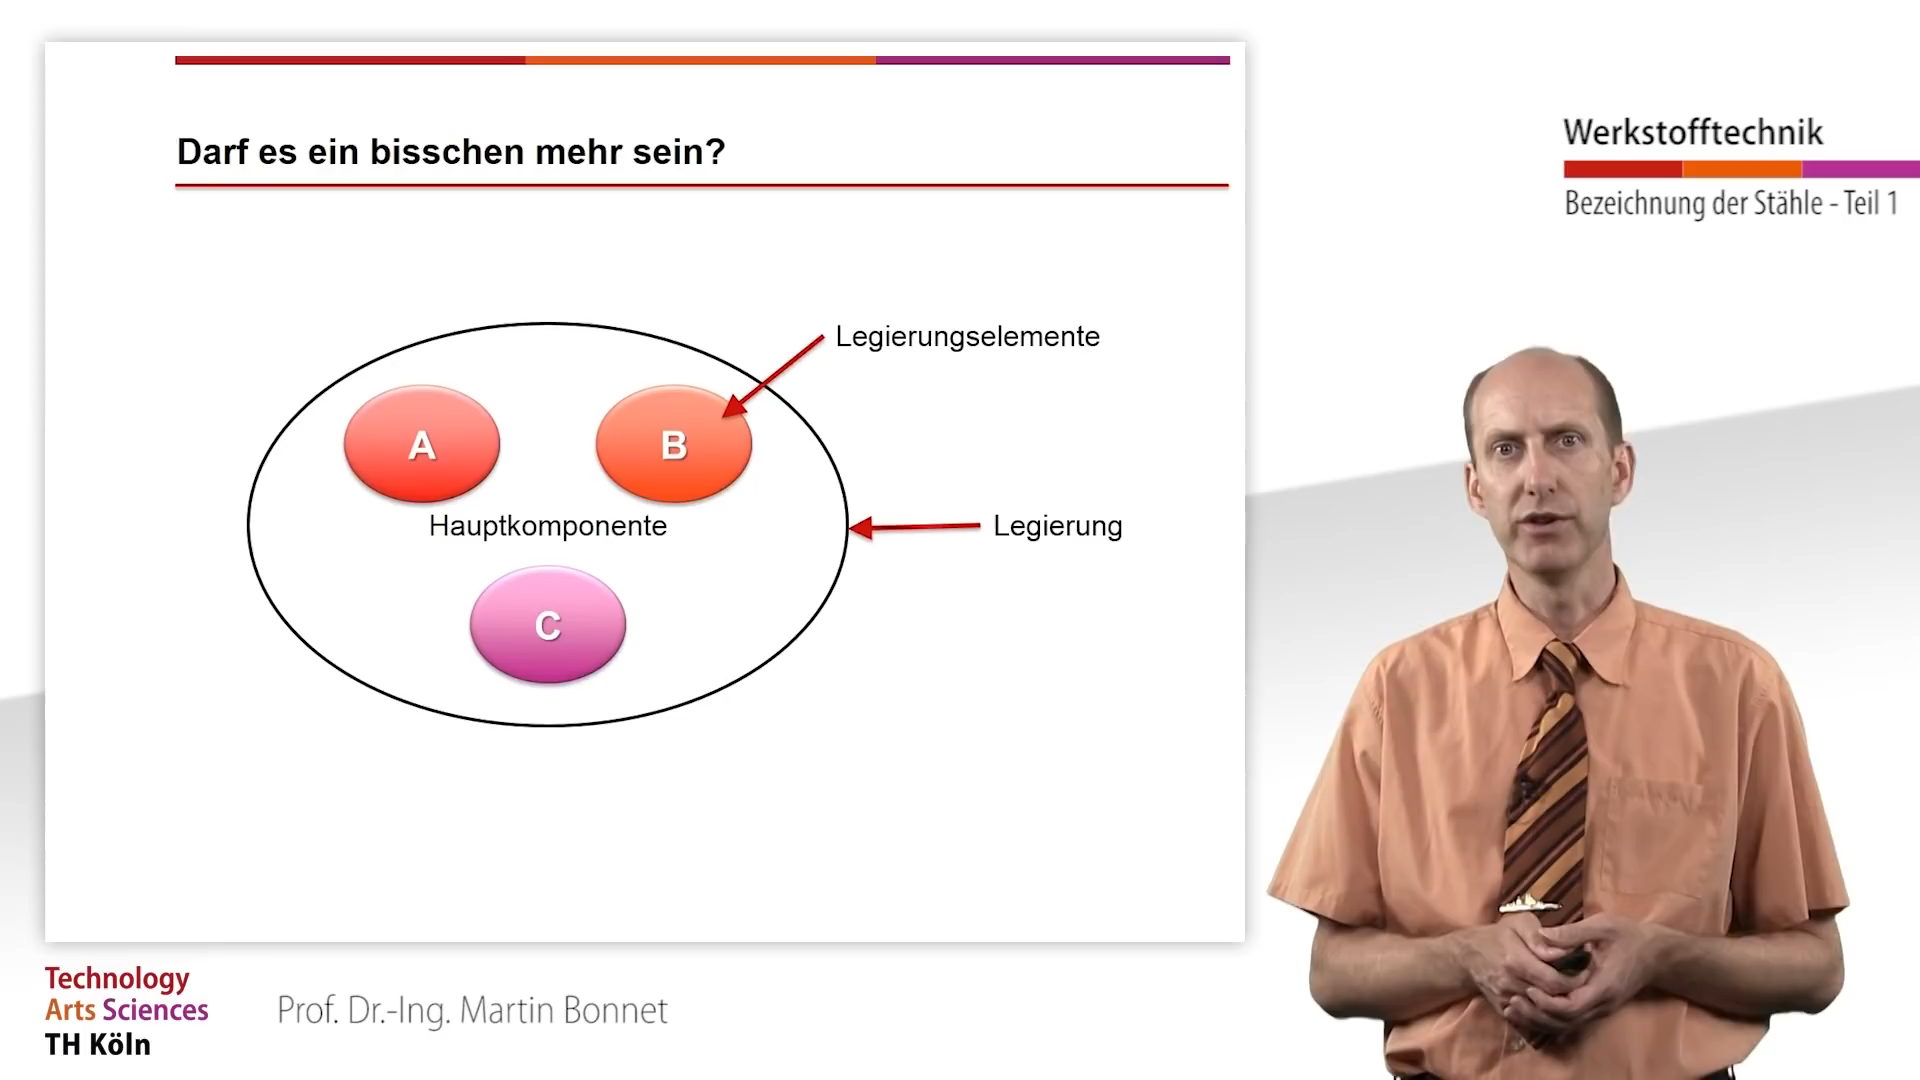 Darf es ein bisschen mehr sein?
Legierungselemente
A
B
Hauptkomponente
Legierung
C
Werkstofftechnik
Bezeichnung der Stähle - Teil 1
Technology
Arts Sciences
TH Köln
Prof. Dr.-Ing. Martin Bonnet